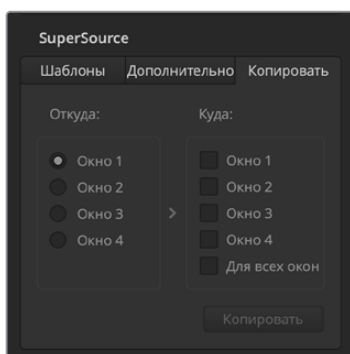 SuperSource
Шаблоны Дополнительно Копировать
Откуда: Куда:
Окно 1 Окно 1
Окно 2 Окно 2
Окно 3 > Окно 3
Окно 4 Окно 4
Для всех окон
Копировать